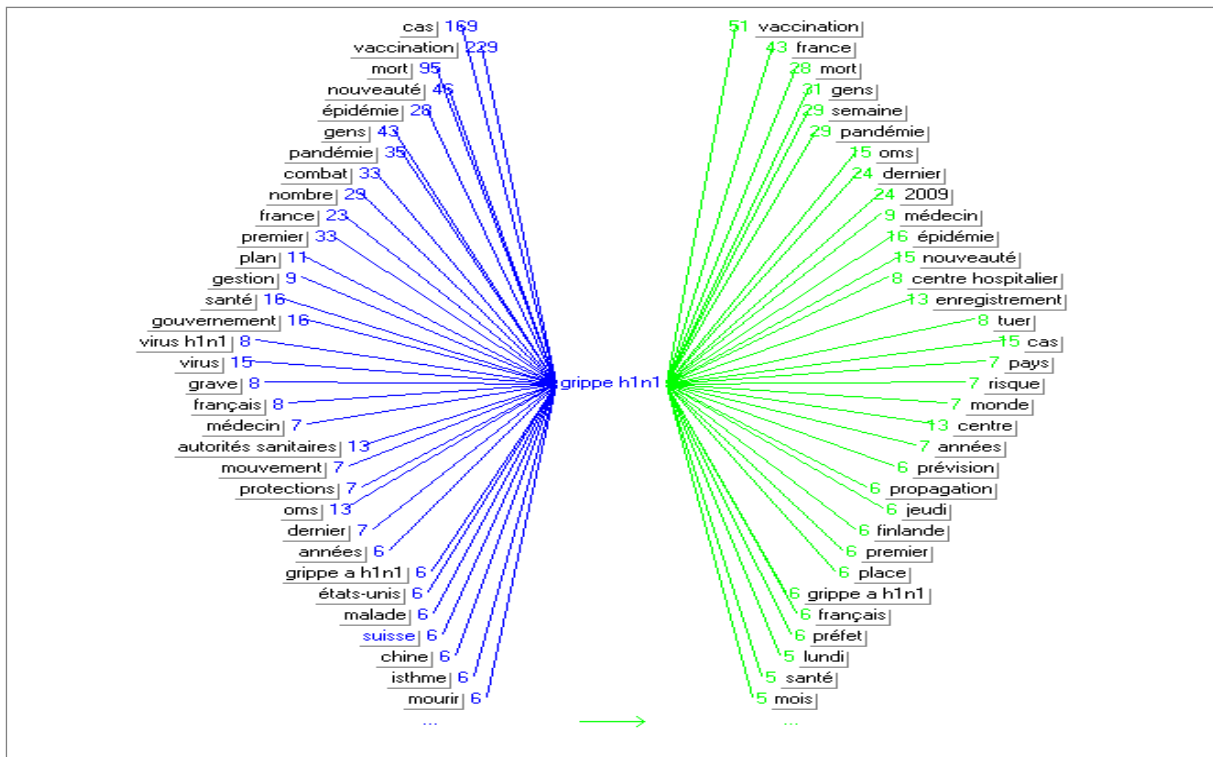 cas 169 51 vaccination
vaccination 229 43 france
mort 95 28 mort
nouveauté 46 31 gens
épidémie 28 29 semaine
gens 43 29 pandémie
pandémie 35 15 oms
combat 33 24 dernier
nombre 29 24 2009
france 23 9 médecin
premier 33 16 épidémie
plan 11 15 nouveauté
gestion 9 8 centre hospitalier
santé 16 13 enregistrement
gouvernement 16 8 tuer
virus h1n1 8 15 cas
virus 15 7 pays
grave 8 grippe h1n1 7 risque
français 8 7 monde
médecin 7 13 centre
autorités sanitaires 13 7 années
mouvement 7 6 prévision
protections 7 6 propagation
oms 13 6 jeudi
dernier 7 6 finlande
années 6 6 premier
grippe a h1n1 6 6 place
états-unis 6 6 grippe a h1n1
malade 6 6 français
suisse 6 6 préfet
chine 6 5 lundi
isthme 6 5 santé
mourir 6 5 mois
... ...